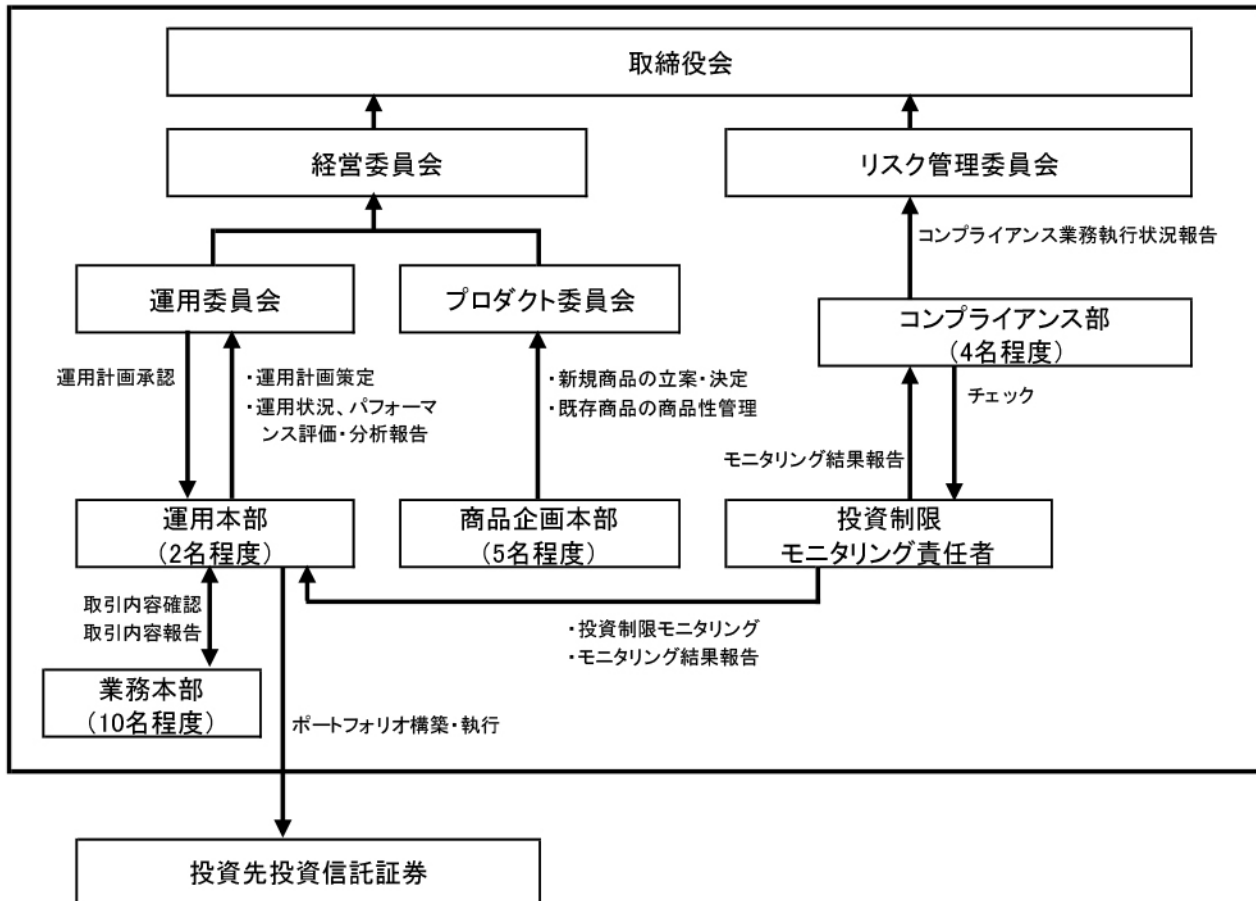 取締役会
経営委員会
リスク管理委員会
コンプライアンス業務執行状況報告
運用委員会
プロダクト委員会
コンプライアンス部
(4名程度)
運用計画承認
・運用計画策定
・運用状況、パフォーマ
ンス評価・分析報告
・新規商品の立案・決定
・既存商品の商品性管理
チェック
モニタリング結果報告
運用本部
(2名程度)
商品企画本部
(5名程度)
投資制限
モニタリング責任者
取引内容確認
取引内容報告
・投資制限モニタリング
・モニタリング結果報告
業務本部
(10名程度)
ポートフォリオ構築・執行
投資先投資信託証券